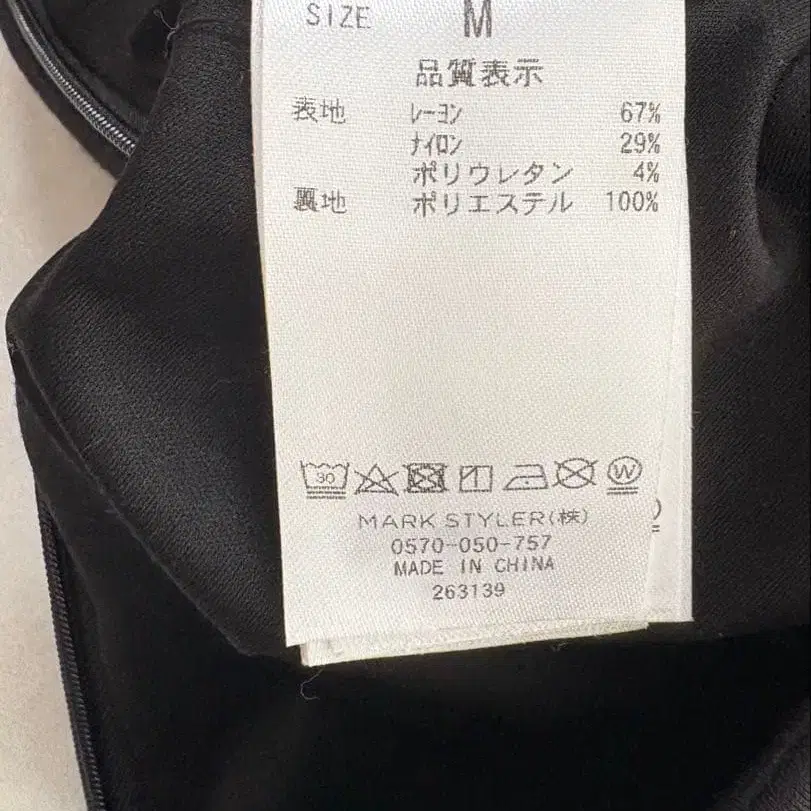 SIZE M
品質表示
表地 レーヨン 67%
ナイロン 29%
ポリウレタン 4%
裏地 ポリエステル 100%
30 W
MARK STYLER(株)
0570-050-757
MADE IN CHINA
263139